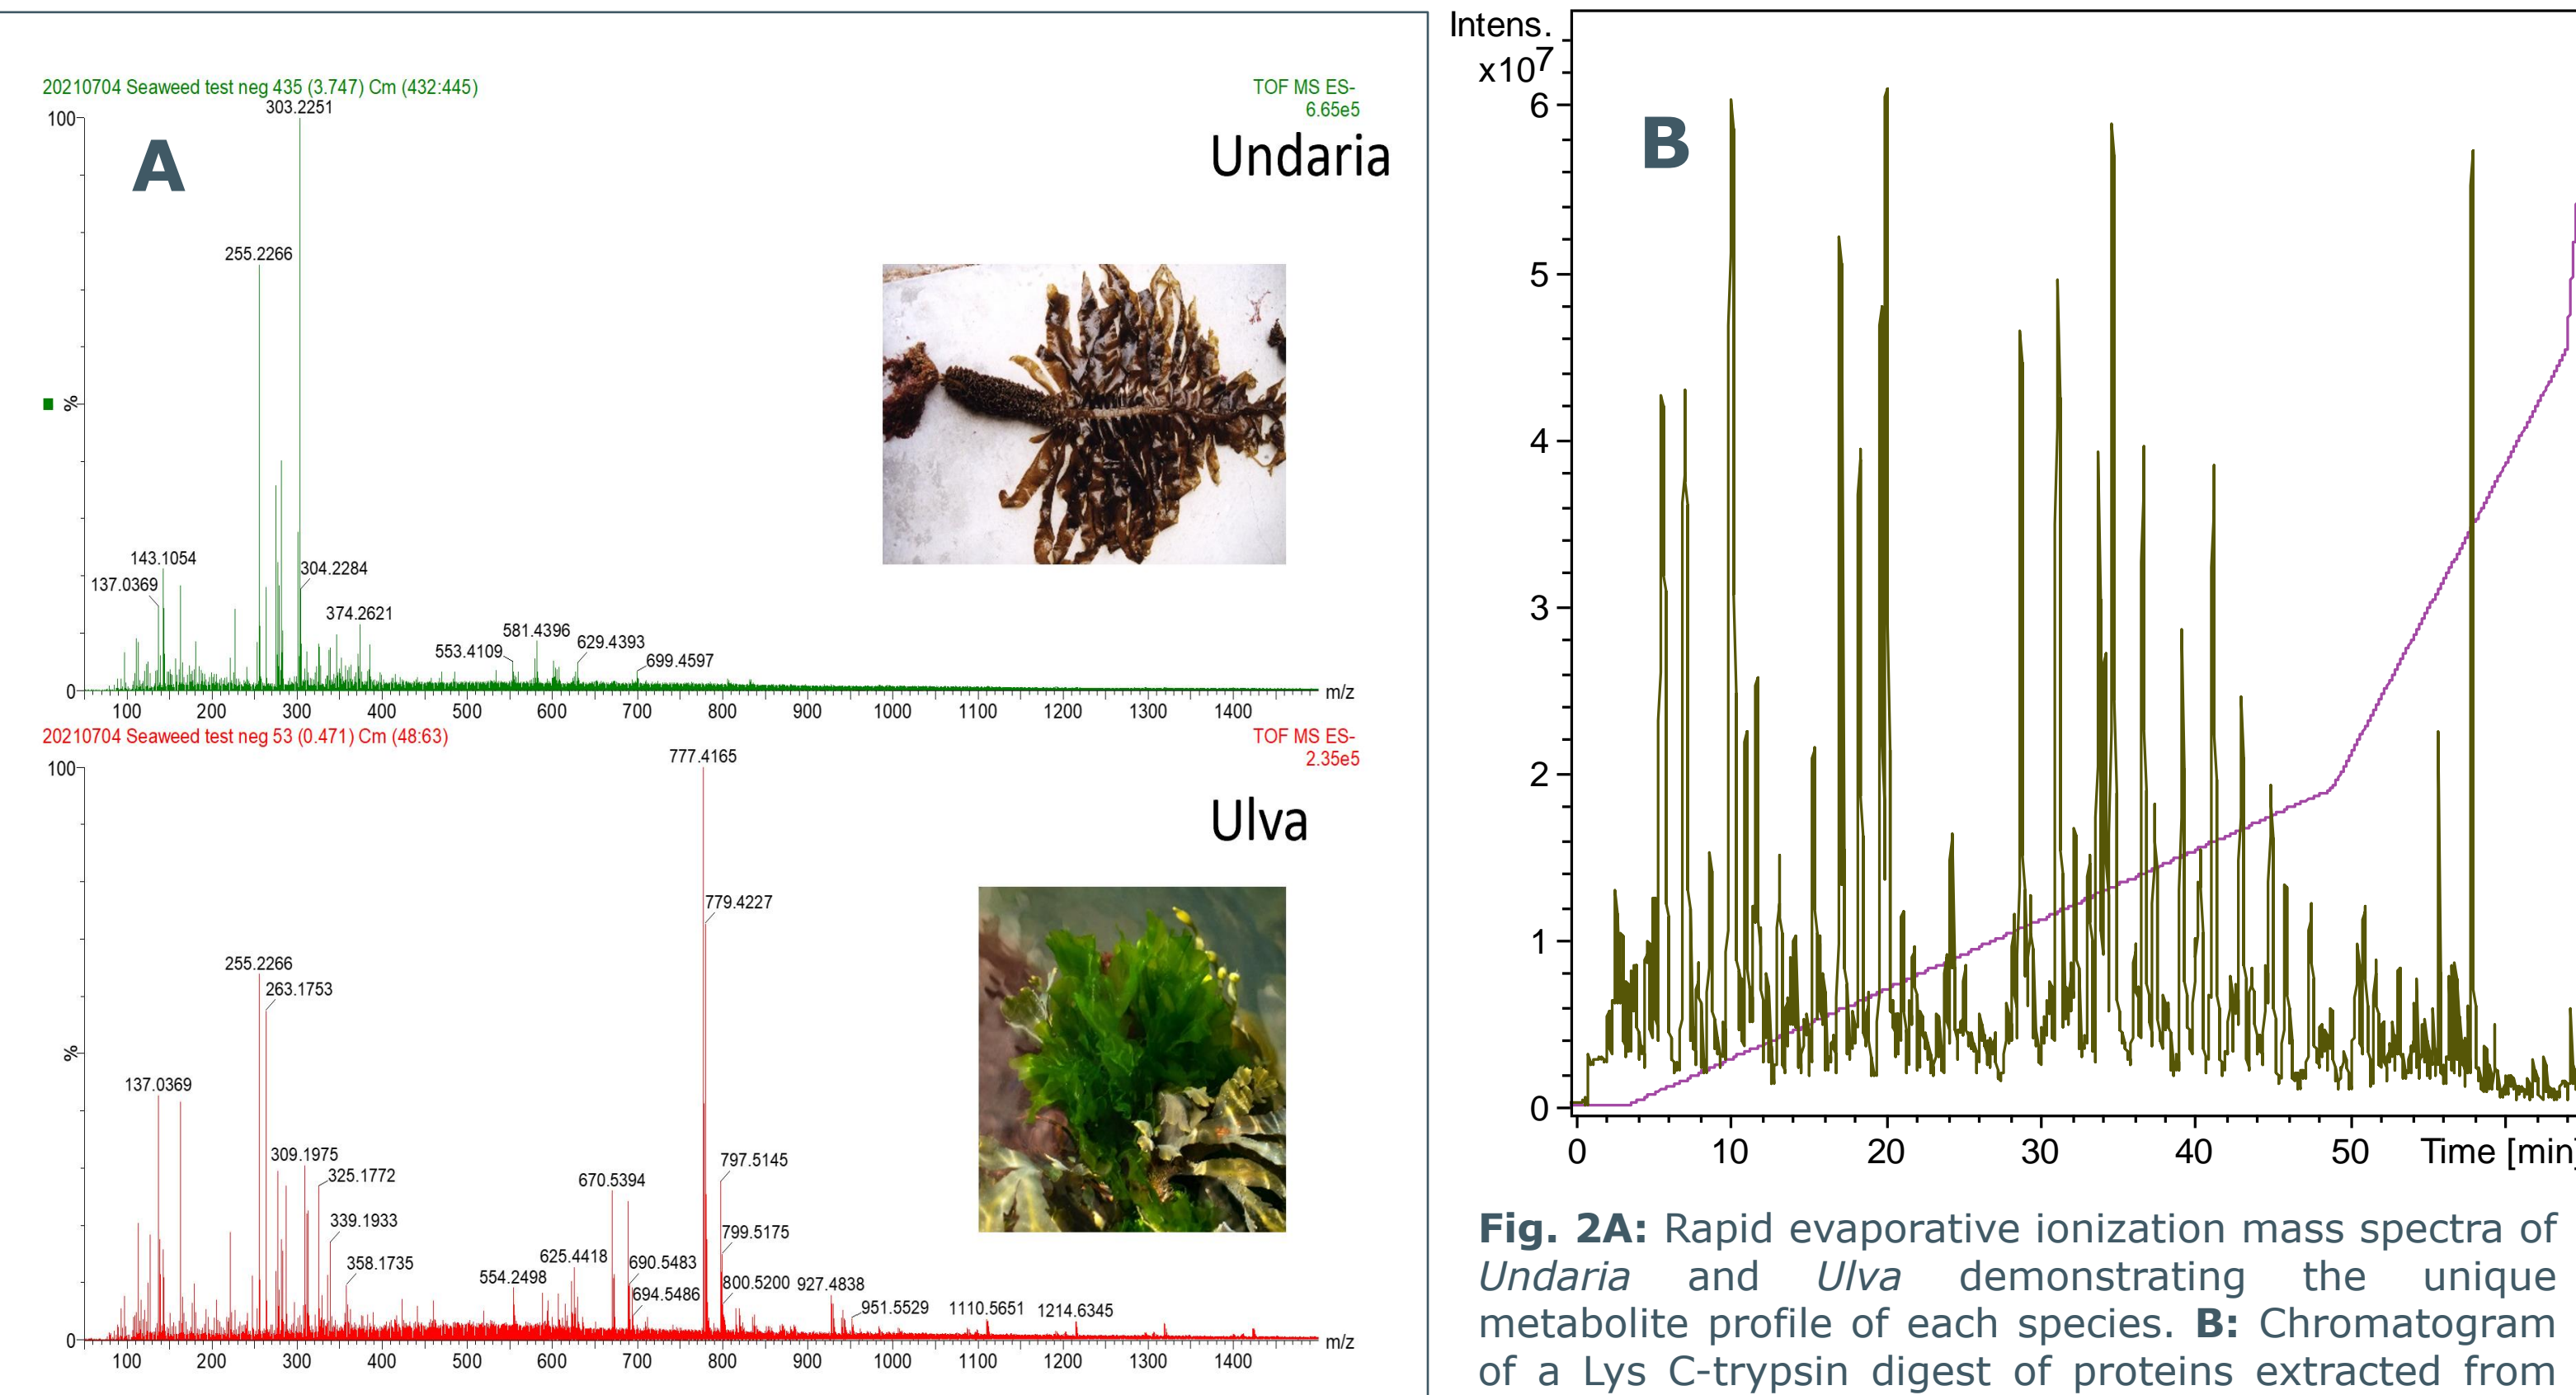 20210704 Seaweed test neg 435 (3.747) Cm (432:445)
TOF MS ES-
6.65e5
303.2251
100
A
Undaria
255.2266
%
143.1054
137.0369
304.2284
374.2621
581.4396
553.4109
629.4393
699.4597
0
m/z
100 200 300 400 500 600 700 800 900 1000 1100 1200 1300 1400
20210704 Seaweed test neg 53 (0.471) Cm (48:63)
TOF MS ES-
2.35e5
777.4165
100
Ulva
779.4227
255.2266
263.1753
%
137.0369
309.1975
325.1772
797.5145
670.5394
339.1933
799.5175
625.4418
358.1735
690.5483
554.2498
800.5200
927.4838
694.5486
951.5529
1110.5651
1214.6345
0
m/z
100 200 300 400 500 600 700 800 900 1000 1100 1200 1300 1400
Intens.
x10⁷
6
B
5
4
3
2
1
0
0 10 20 30 40 50 Time [min]
Fig. 2A: Rapid evaporative ionization mass spectra of
Undaria and Ulva demonstrating the unique
metabolite profile of each species. B: Chromatogram
of a Lys C-trypsin digest of proteins extracted from